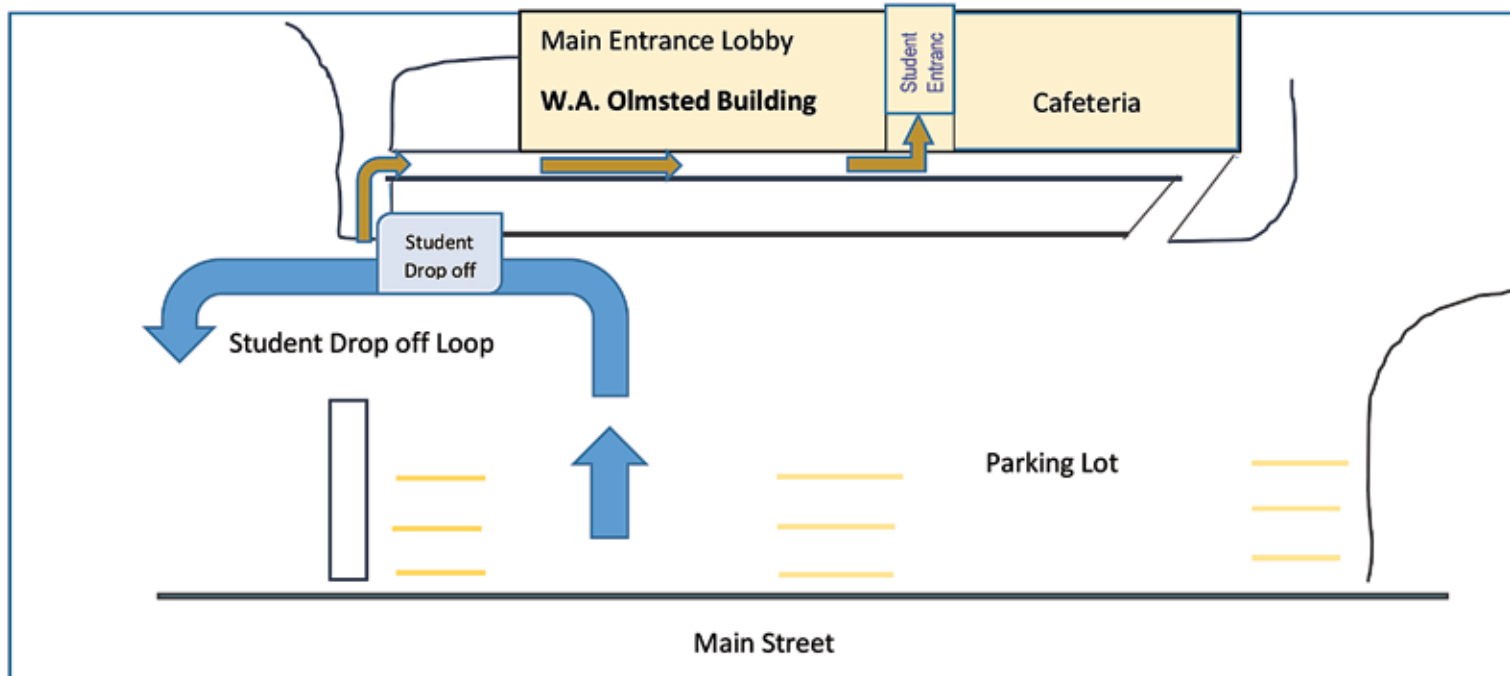 Main Entrance Lobby
W.A. Olmsted Building
Student
Entranc
Cafeteria
Student
Drop off
Student Drop off Loop
Parking Lot
Main Street